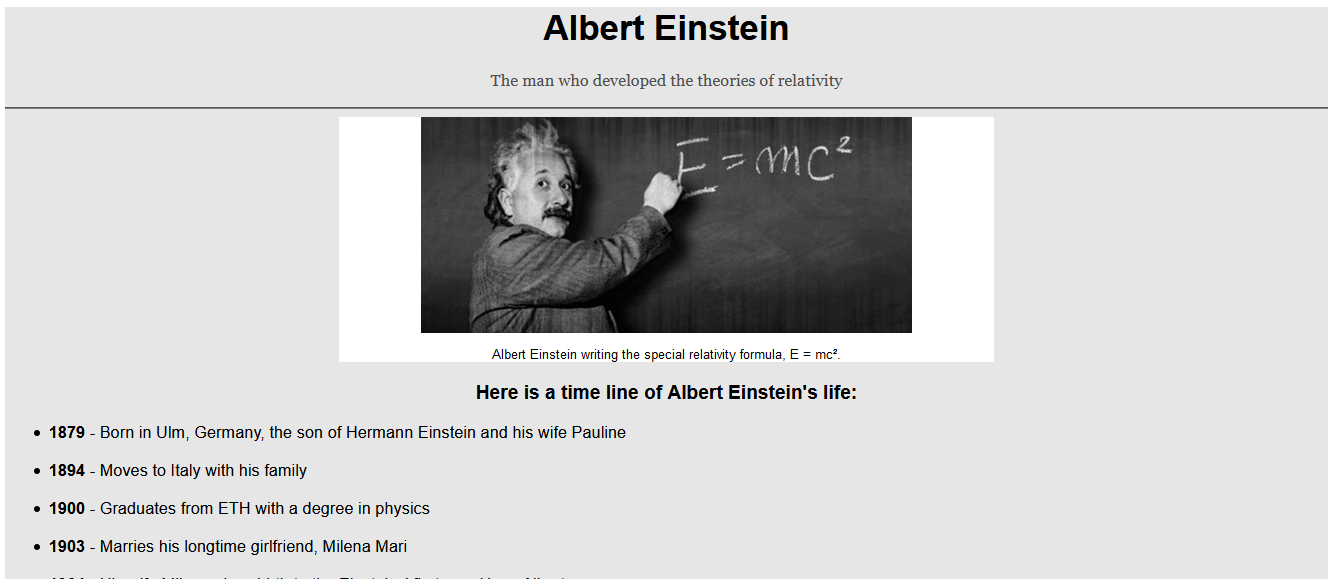 Albert Einstein
The man who developed the theories of relativity
E = mc²
Albert Einstein writing the special relativity formula, E = mc².
Here is a time line of Albert Einstein's life:
• 1879 - Born in Ulm, Germany, the son of Hermann Einstein and his wife Pauline
• 1894 - Moves to Italy with his family
• 1900 - Graduates from ETH with a degree in physics
• 1903 - Marries his longtime girlfriend, Milena Mari